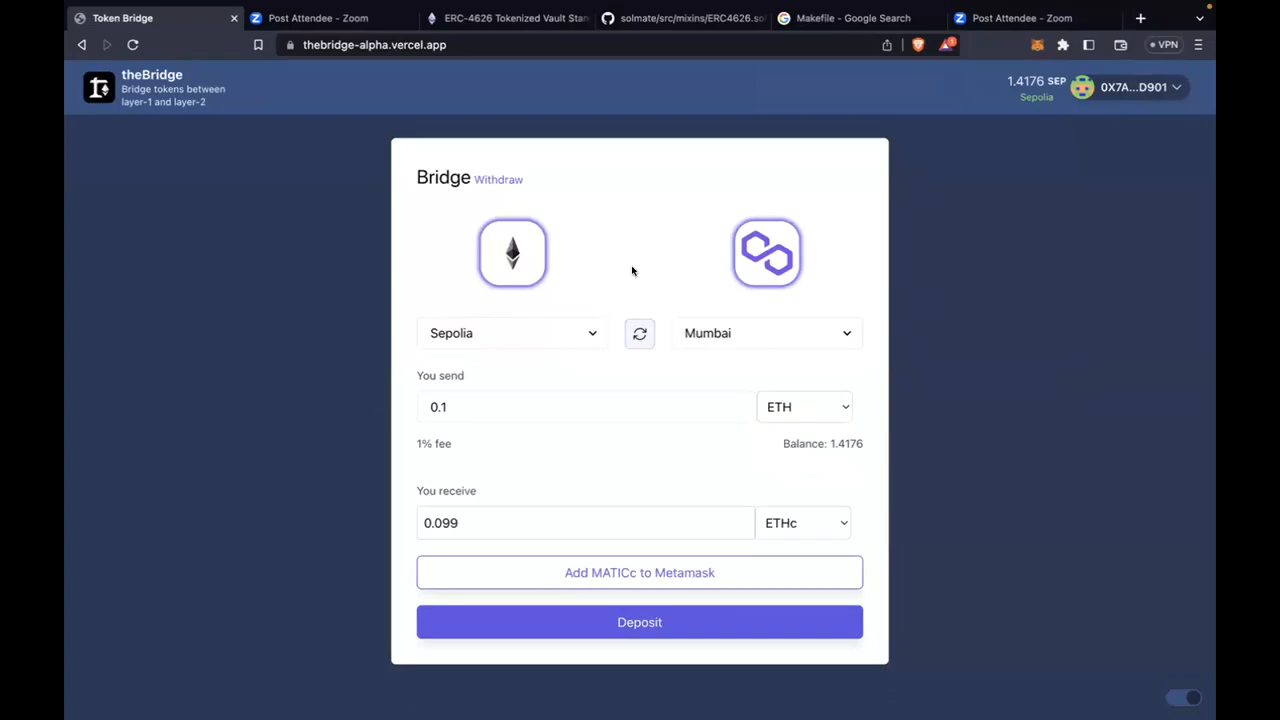 Token Bridge
Post Attendee - Zoom
ERC-4626 Tokenized Vault Stan
solmate/src/mixins/ERC4626.so
Makefile - Google Search
Post Attendee - Zoom
thebridge-alpha.vercel.app
1
VPN
theBridge
Bridge tokens between
layer-1 and layer-2
1.4176 SEP
Sepolia
0X7A...D901
Bridge Withdraw
Sepolia
Mumbai
You send
0.1
ETH
1% fee
Balance: 1.4176
You receive
0.099
ETHc
Add MATICc to Metamask
Deposit